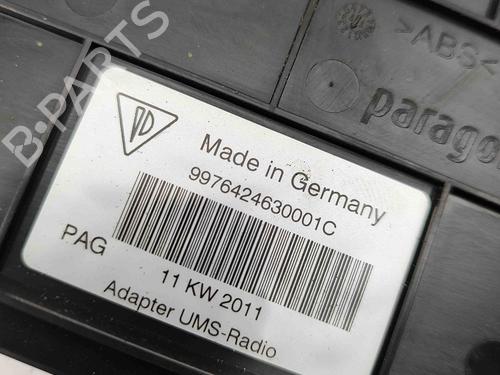 B-PARTS
>ABS<
paragon
Made in Germany
9976424630001C
PAG
11 KW 2011
Adapter UMS-Radio